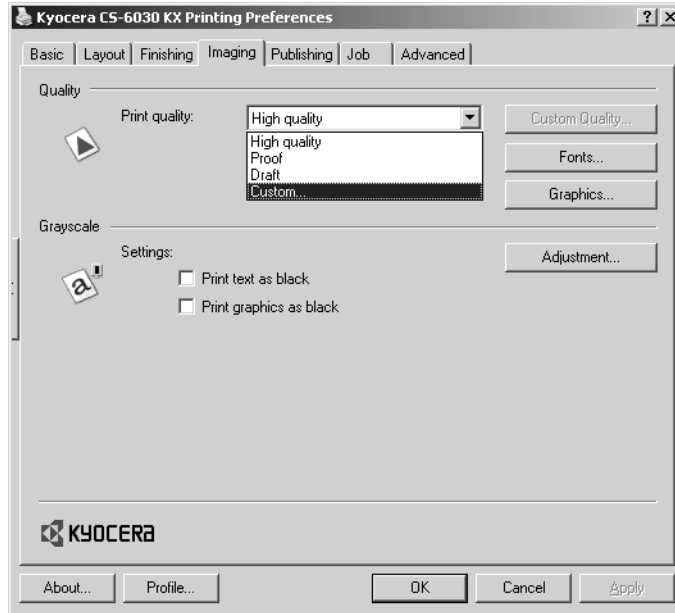 Kyocera CS-6030 KX Printing Preferences
Basic Layout Finishing Imaging Publishing Job Advanced
Quality
Print quality: High quality Custom Quality...
High quality
Proof
Draft
Custom...
Fonts...
Graphics...
Grayscale
Settings: Adjustment...
Print text as black
Print graphics as black
a
KYOCERA
About... Profile... OK Cancel Apply